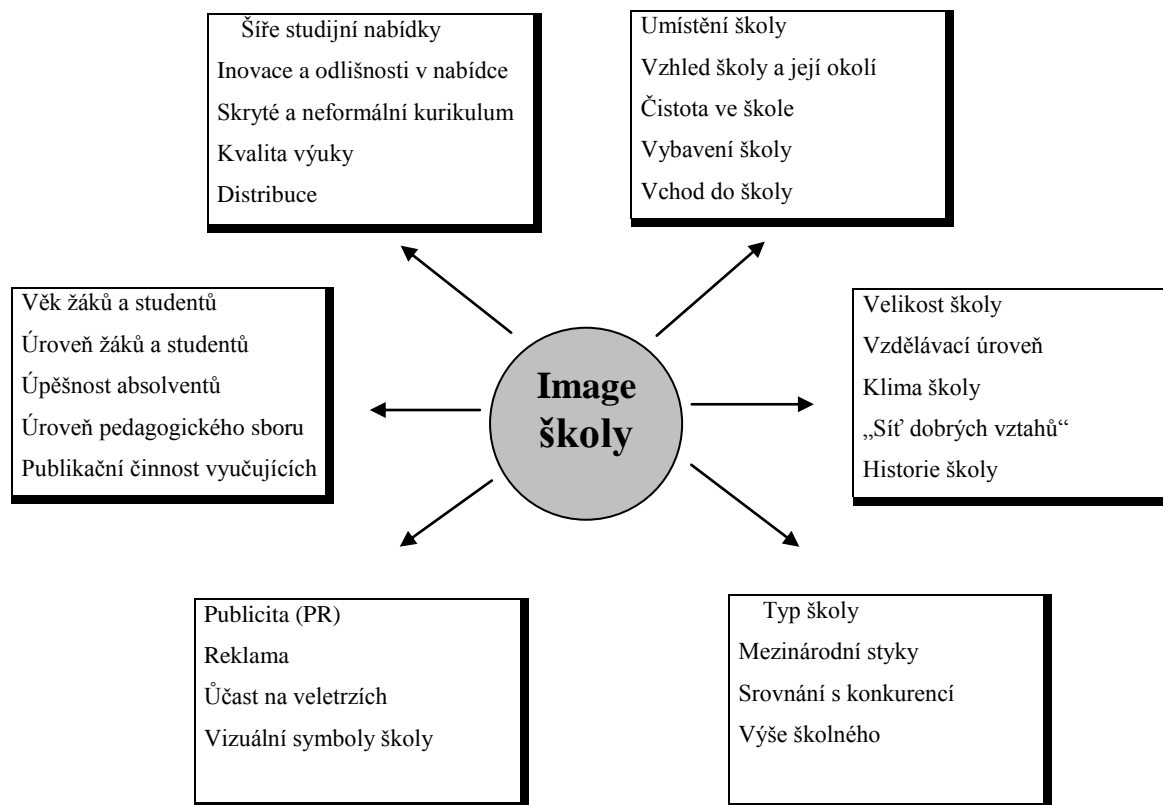 Šíře studijní nabídky
Inovace a odlišnosti v nabídce
Skryté a neformální kurikulum
Kvalita výuky
Distribuce
Umístění školy
Vzhled školy a její okolí
Čistota ve škole
Vybavení školy
Vchod do školy
Věk žáků a studentů
Úroveň žáků a studentů
Úpěšnost absolventů
Úroveň pedagogického sboru
Publikační činnost vyučujících
Image
školy
Velikost školy
Vzdělávací úroveň
Klima školy
„Síť dobrých vztahů“
Historie školy
Publicita (PR)
Reklama
Ůčast na veletrzích
Vizuální symboly školy
Typ školy
Mezinárodní styky
Srovnání s konkurencí
Výše školného